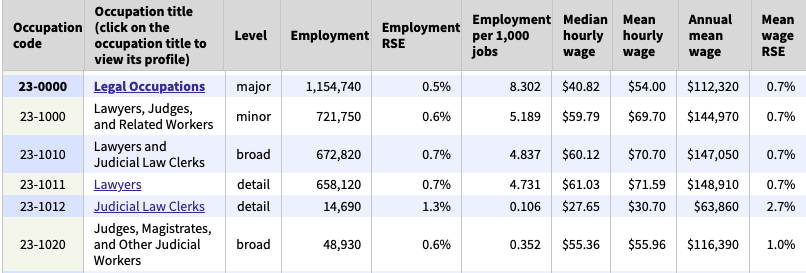 Occupation code Occupation title (click on the occupation title to view its profile) Level Employment Employment RSE Employment per 1,000 jobs Median hourly wage Mean hourly wage Annual mean wage Mean wage RSE
23-0000 Legal Occupations major 1,154,740 0.5% 8.302 $40.82 $54.00 $112,320 0.7%
23-1000 Lawyers, Judges, and Related Workers minor 721,750 0.6% 5.189 $59.79 $69.70 $144,970 0.7%
23-1010 Lawyers and Judicial Law Clerks broad 672,820 0.7% 4.837 $60.12 $70.70 $147,050 0.7%
23-1011 Lawyers detail 658,120 0.7% 4.731 $61.03 $71.59 $148,910 0.7%
23-1012 Judicial Law Clerks detail 14,690 1.3% 0.106 $27.65 $30.70 $63,860 2.7%
23-1020 Judges, Magistrates, and Other Judicial Workers broad 48,930 0.6% 0.352 $55.36 $55.96 $116,390 1.0%